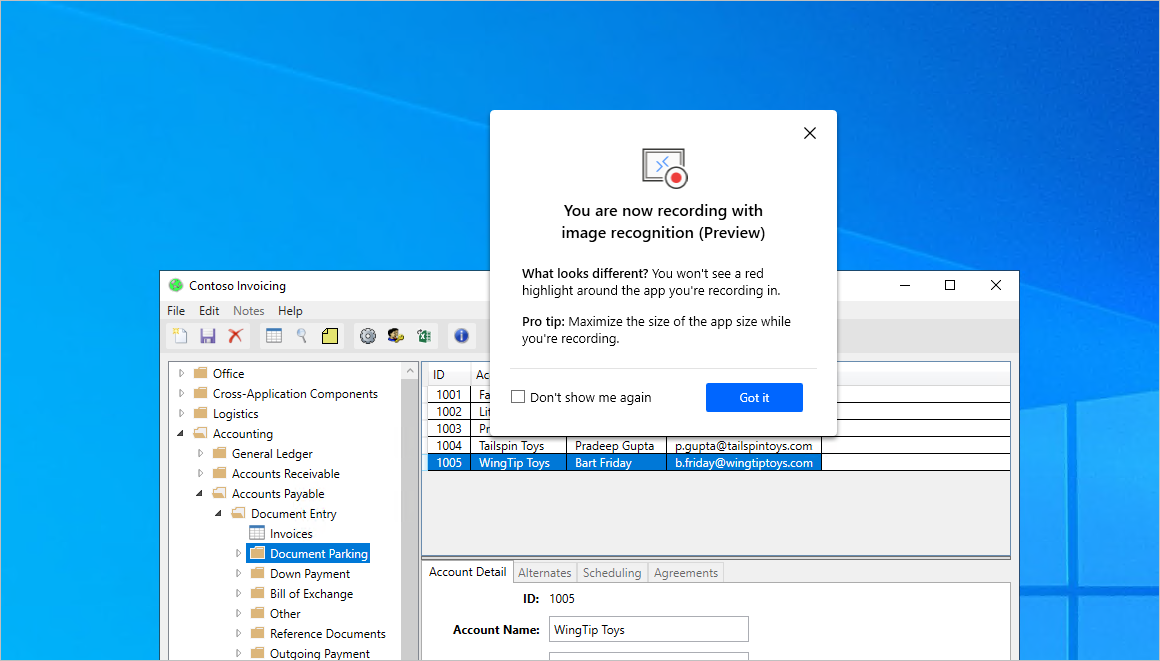 You are now recording with
image recognition (Preview)
What looks different? You won't see a red
highlight around the app you're recording in.
Pro tip: Maximize the size of the app size while
you're recording.
Don't show me again
Got it
Contoso Invoicing
File Edit Notes Help
Office
Cross-Application Components
Logistics
Accounting
General Ledger
Accounts Receivable
Accounts Payable
Document Entry
Invoices
Document Parking
Down Payment
Bill of Exchange
Other
Reference Documents
Outgoing Payment
ID Ac
1001 Fa
1002 Lit
1003 Pr
1004 Tailspin Toys Pradeep Gupta p.gupta@tailspintoys.com
1005 WingTip Toys Bart Friday b.friday@wingtiptoys.com
Account Detail Alternates Scheduling Agreements
ID: 1005
Account Name: WingTip Toys